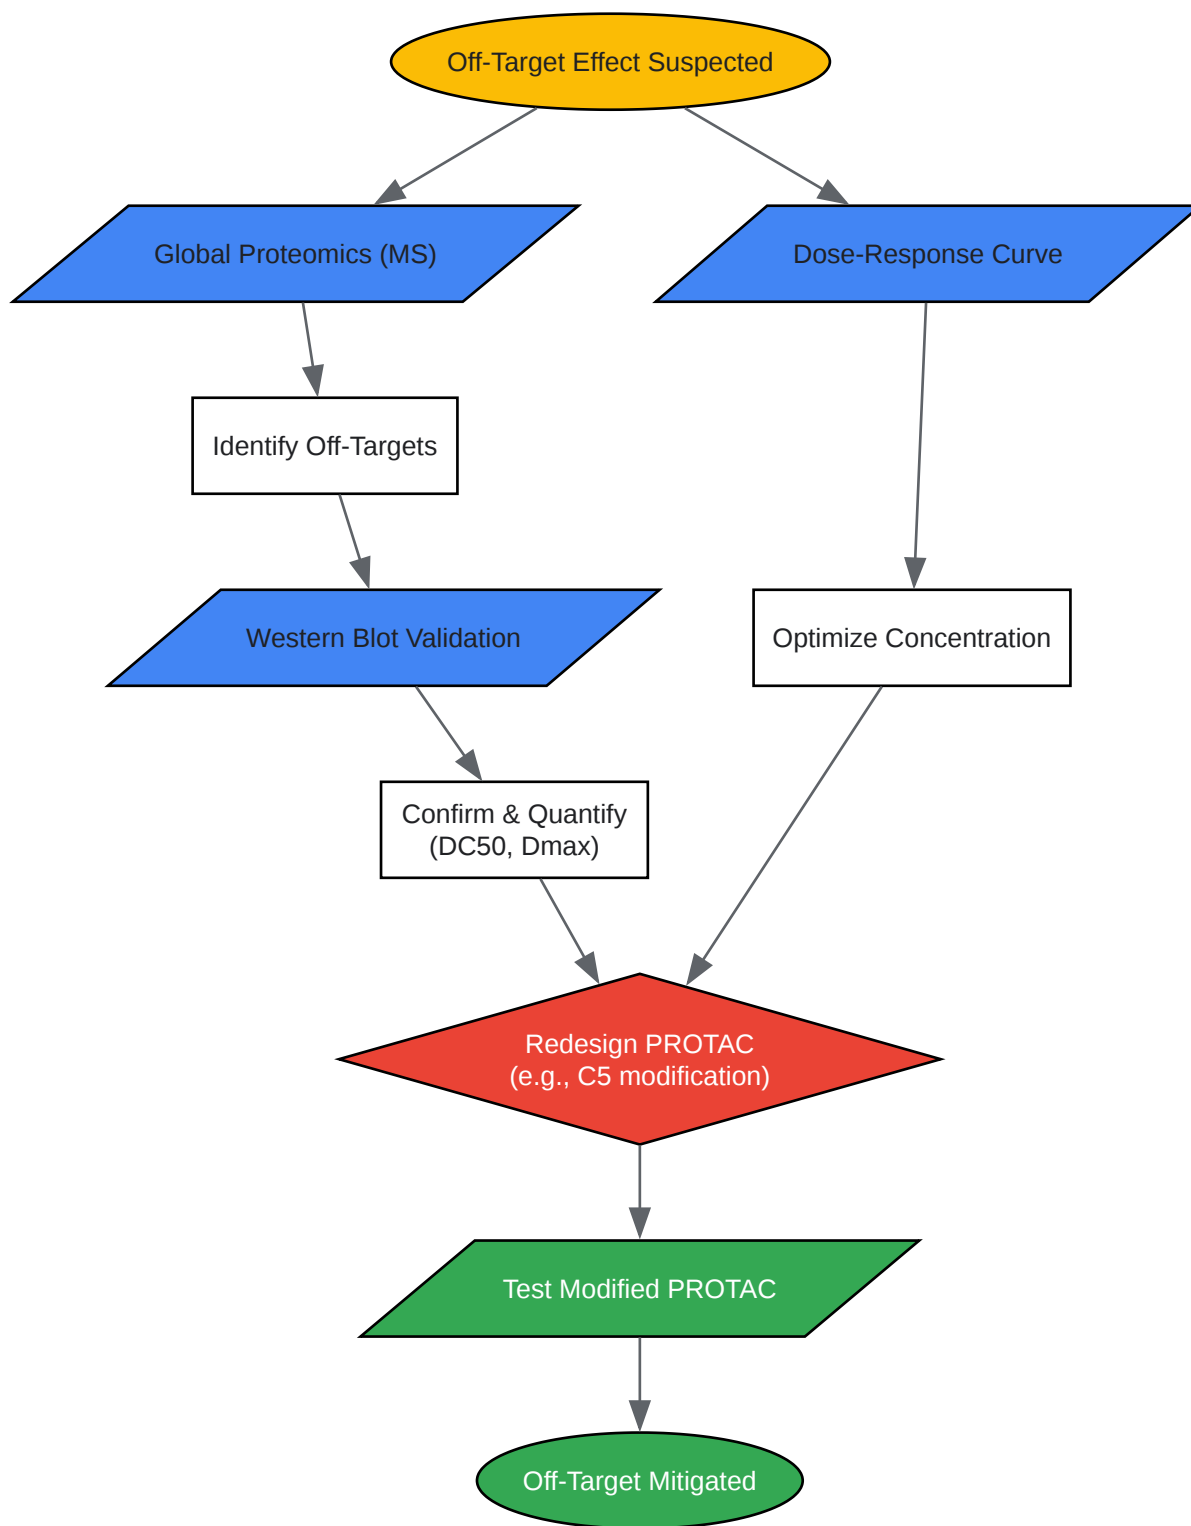 Off-Target Effect Suspected
Global Proteomics (MS)
Dose-Response Curve
Identify Off-Targets
Western Blot Validation
Optimize Concentration
Confirm & Quantify
(DC50, Dmax)
Redesign PROTAC
(e.g., C5 modification)
Test Modified PROTAC
Off-Target Mitigated